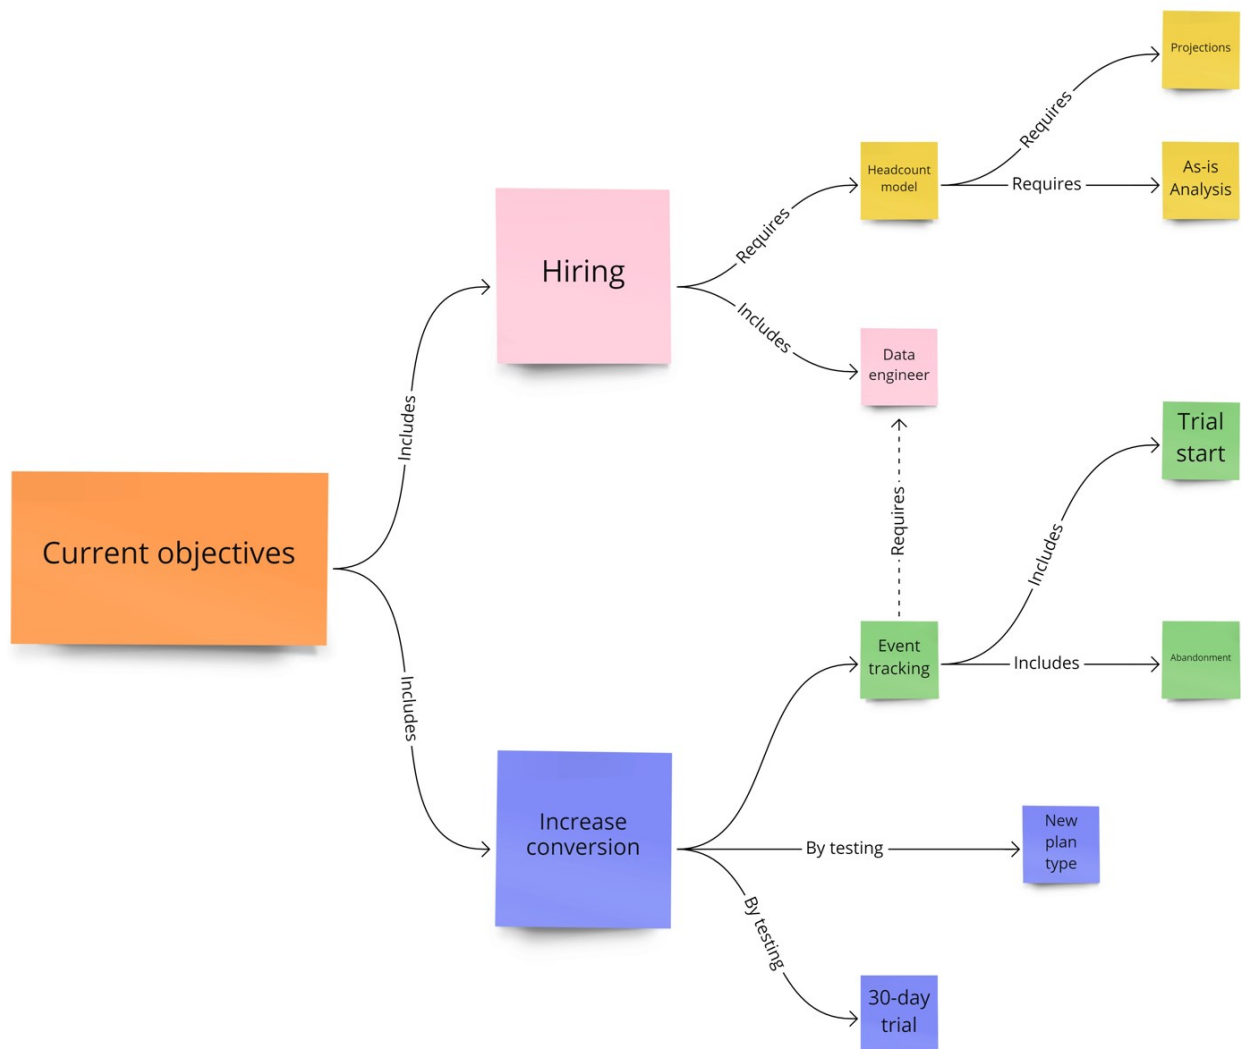 Projections
Requires
Headcount
model
Requires
As-is
Analysis
Hiring
Requires
Includes
Data
engineer
Includes
Trial
start
Requires
Includes
Current objectives
Event
tracking
Includes
Abandonment
Includes
Increase
conversion
By testing
New
plan
type
By testing
30-day
trial